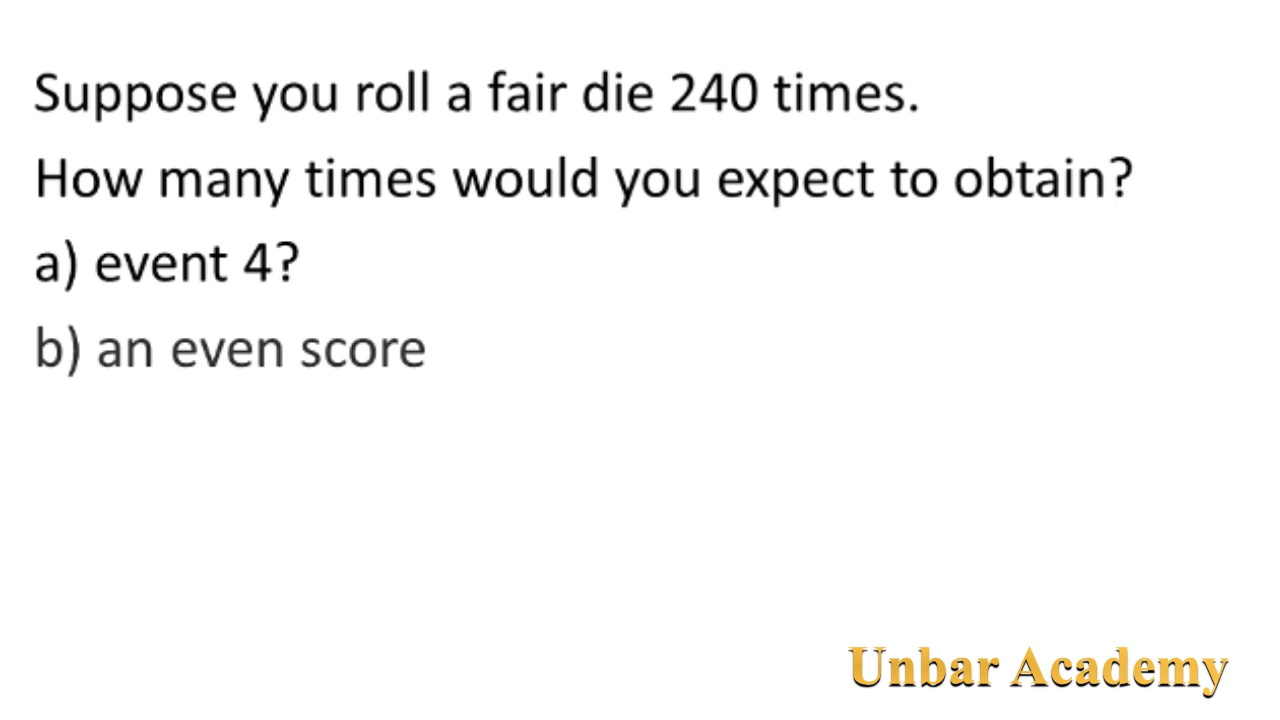 Suppose you roll a fair die 240 times.
How many times would you expect to obtain?
a) event 4?
b) an even score
Unbar Academy